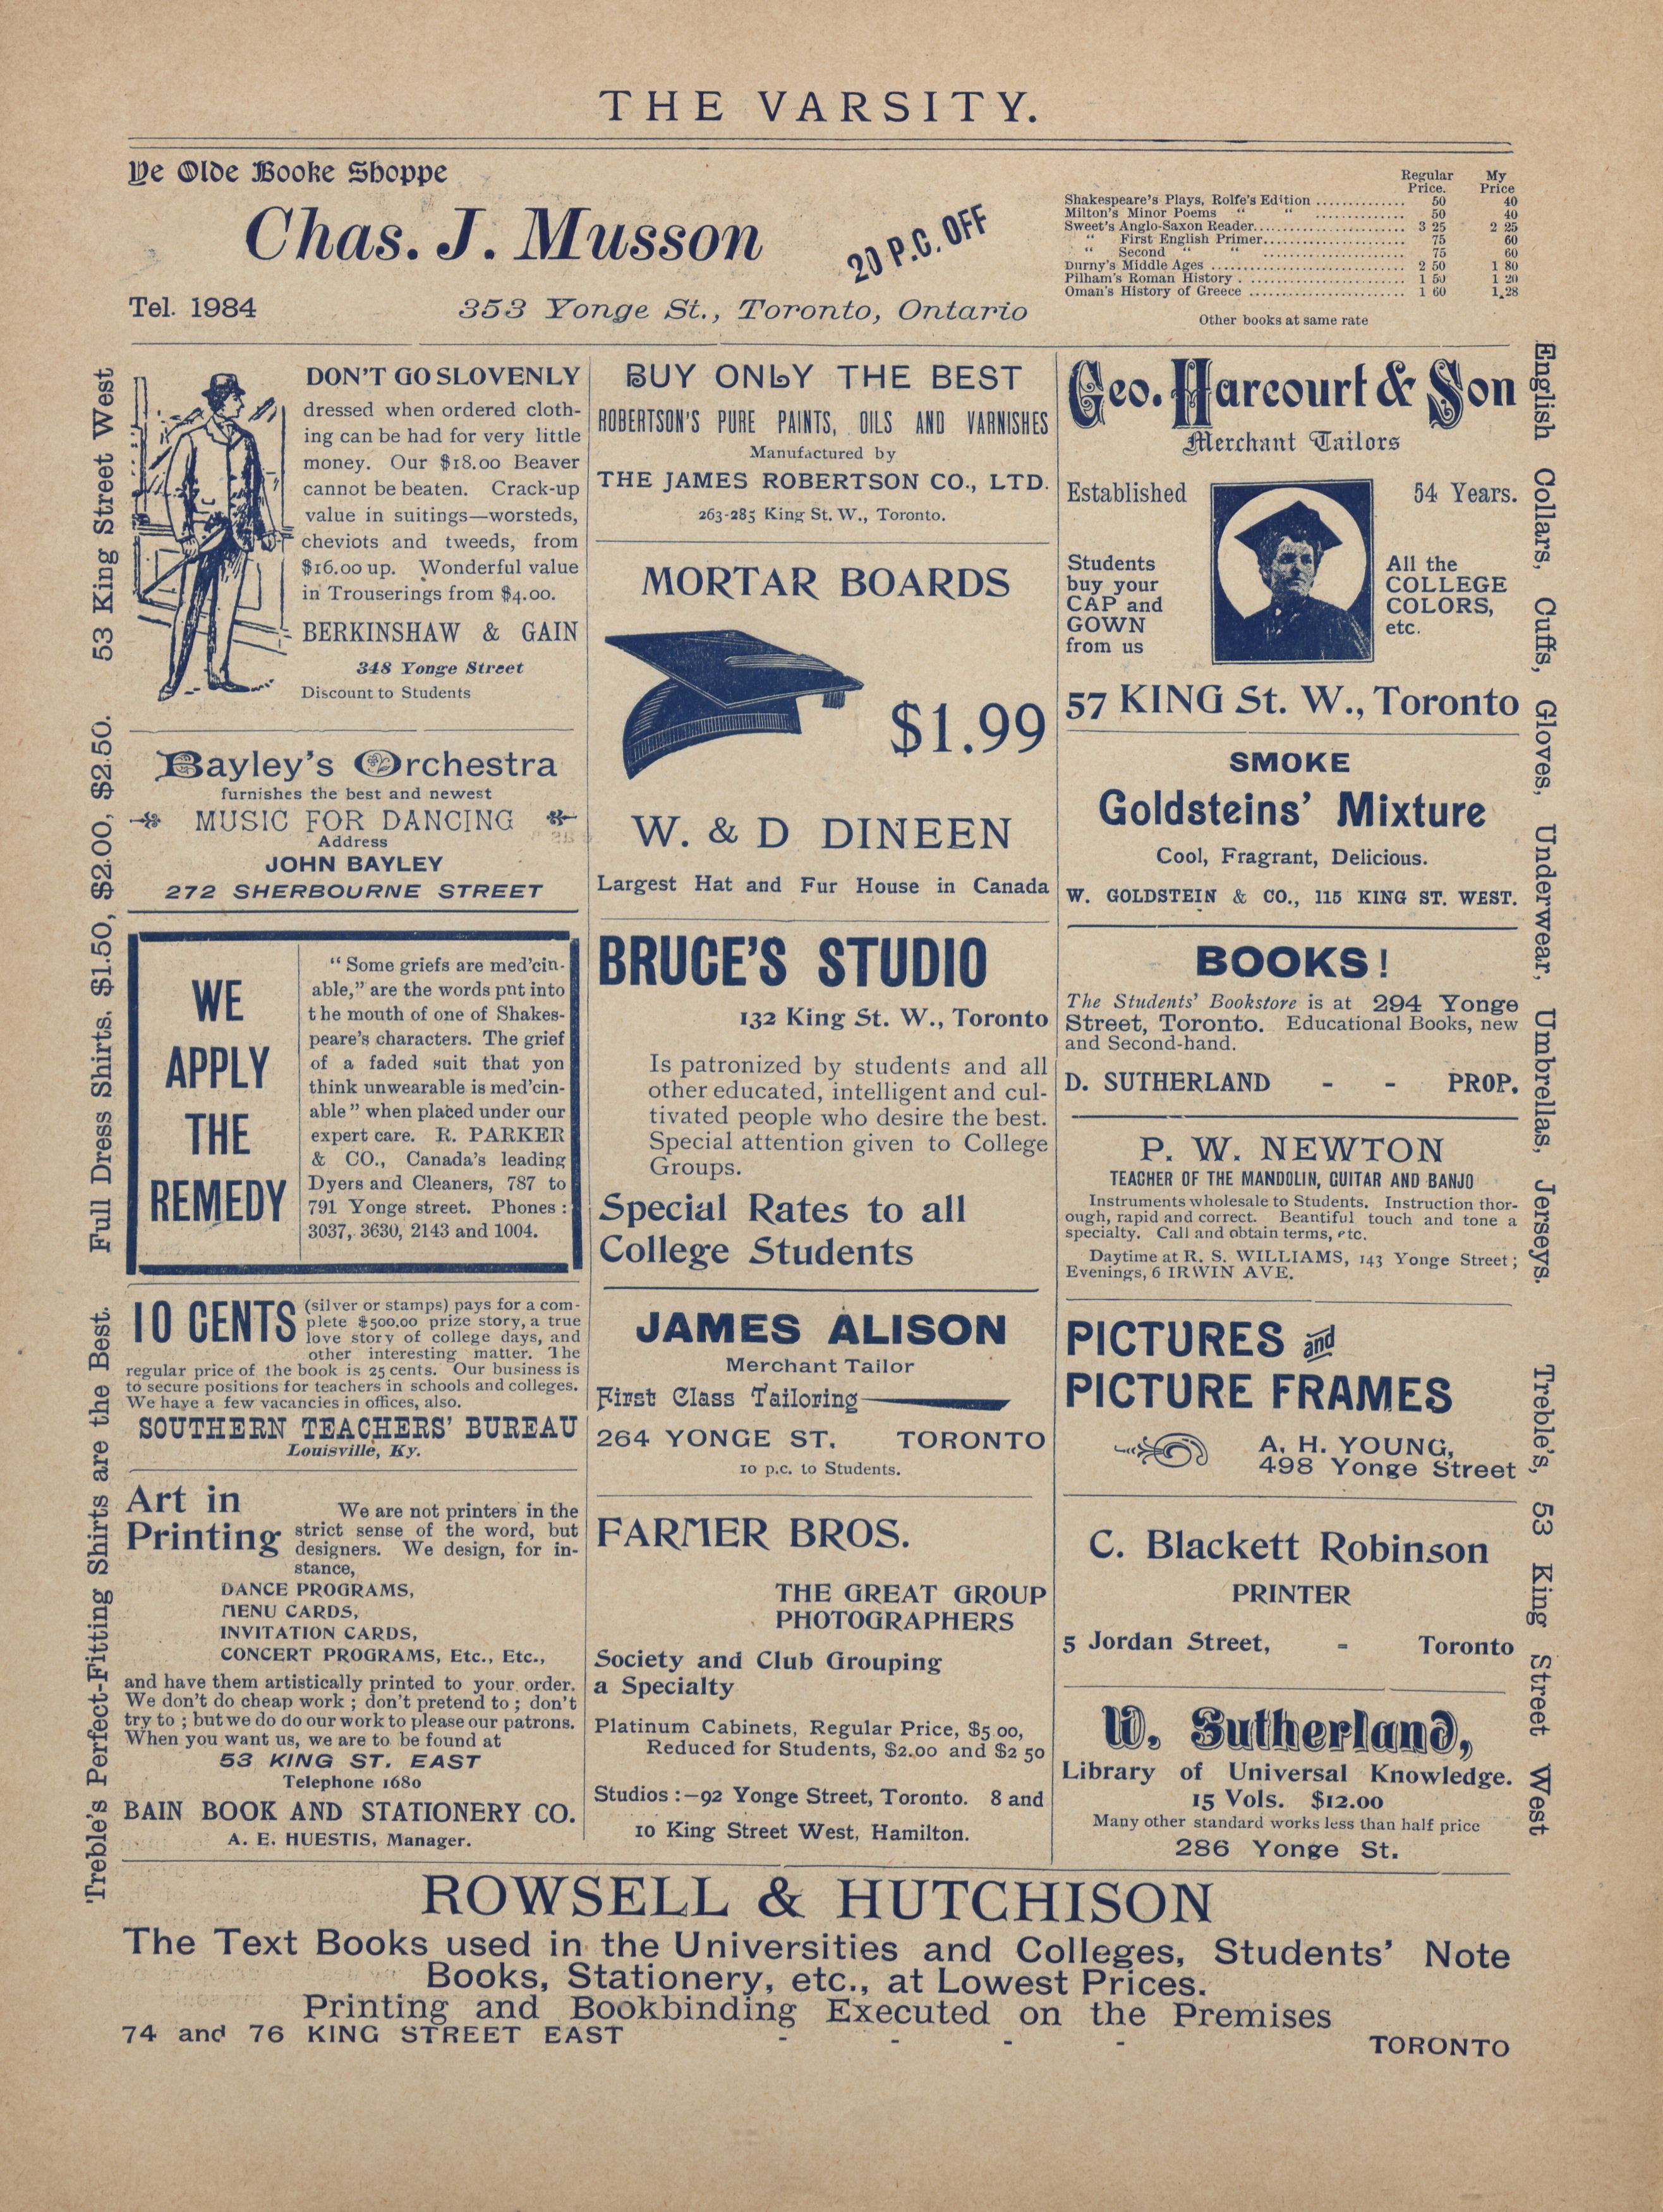 THE VARSITY.
Ye Olde Booke Shoppe
Chas. J. Musson
20 P.C. OFF
Tel. 1984
353 Yonge St., Toronto, Ontario
Regular Price. My Price
Shakespeare's Plays, Rolfe's Edition .............. 50 40
Milton's Minor Poems " " .............. 50 40
Sweet's Anglo-Saxon Reader........................ 3 25 2 25
" First English Primer...................... 75 60
" Second " " ...................... 75 60
Durny's Middle Ages .............................. 2 50 1 80
Pilham's Roman History . ........................ 1 50 1 20
Oman's History of Greece ........................ 1 60 1.28
Other books at same rate
'Treble's Perfect-Fitting Shirts are the Best. Full Dress Shirts, $1.50, $2.00, $2.50. 53 King Street West
DON'T GO SLOVENLY
dressed when ordered cloth-
ing can be had for very little
money. Our $18.00 Beaver
cannot be beaten. Crack-up
value in suitings—worsteds,
cheviots and tweeds, from
$16.00 up. Wonderful value
in Trouserings from $4.00.
BERKINSHAW & GAIN
348 Yonge Street
Discount to Students
Bayley's Orchestra
furnishes the best and newest
MUSIC FOR DANCING
Address
JOHN BAYLEY
272 SHERBOURNE STREET
WE
APPLY
THE
REMEDY
" Some griefs are med'cin-
able," are the words pnt into
the mouth of one of Shakes-
peare's characters. The grief
of a faded suit that yon
think unwearable is med'cin-
able " when placed under our
expert care. R. PARKER
& CO., Canada's leading
Dyers and Cleaners, 787 to
791 Yonge street. Phones :
3037, 3630, 2143 and 1004.
10 CENTS (silver or stamps) pays for a com-
plete $500.00 prize story, a true
love story of college days, and
other interesting matter. The
regular price of the book is 25 cents. Our business is
to secure positions for teachers in schools and colleges.
We have a few vacancies in offices, also.
SOUTHERN TEACHERS' BUREAU
Louisville, Ky.
Art in
Printing
We are not printers in the
strict sense of the word, but
designers. We design, for in-
stance,
DANCE PROGRAMS,
MENU CARDS,
INVITATION CARDS,
CONCERT PROGRAMS, Etc., Etc.,
and have them artistically printed to your order.
We don't do cheap work ; don't pretend to ; don't
try to ; but we do do our work to please our patrons.
When you want us, we are to be found at
53 KING ST. EAST
Telephone 1680
BAIN BOOK AND STATIONERY CO.
A. E. HUESTIS, Manager.
BUY ONLY THE BEST
ROBERTSON'S PURE PAINTS, OILS AND VARNISHES
Manufactured by
THE JAMES ROBERTSON CO., LTD.
263-285 King St. W., Toronto.
MORTAR BOARDS
$1.99
W. & D DINEEN
Largest Hat and Fur House in Canada
BRUCE'S STUDIO
132 King St. W., Toronto
Is patronized by students and all
other educated, intelligent and cul-
tivated people who desire the best.
Special attention given to College
Groups.
Special Rates to all
College Students
JAMES ALISON
Merchant Tailor
First Class Tailoring
264 YONGE ST. TORONTO
10 p.c. to Students.
FARMER BROS.
THE GREAT GROUP
PHOTOGRAPHERS
Society and Club Grouping
a Specialty
Platinum Cabinets, Regular Price, $5 00,
Reduced for Students, $2.00 and $2 50
Studios :—92 Yonge Street, Toronto. 8 and
10 King Street West, Hamilton.
Geo. Harcourt & Son
Merchant Tailors
Established 54 Years.
Students
buy your
CAP and
GOWN
from us
All the
COLLEGE
COLORS,
etc.
57 KING St. W., Toronto
SMOKE
Goldsteins' Mixture
Cool, Fragrant, Delicious.
W. GOLDSTEIN & CO., 115 KING ST. WEST.
BOOKS !
The Students' Bookstore is at 294 Yonge
Street, Toronto. Educational Books, new
and Second-hand.
D. SUTHERLAND - - PROP.
P. W. NEWTON
TEACHER OF THE MANDOLIN, GUITAR AND BANJO
Instruments wholesale to Students. Instruction thor-
ough, rapid and correct. Beantiful touch and tone a
specialty. Call and obtain terms, etc.
Daytime at R. S. WILLIAMS, 143 Yonge Street ;
Evenings, 6 IRWIN AVE.
PICTURES and
PICTURE FRAMES
A. H. YOUNG,
498 Yonge Street
C. Blackett Robinson
PRINTER
5 Jordan Street, - Toronto
W. Sutherland,
Library of Universal Knowledge.
15 Vols. $12.00
Many other standard works less than half price
286 Yonge St.
English Collars, Cuffs, Gloves, Underwear, Umbrellas, Jerseys. Treble's, 53 King Street West
ROWSELL & HUTCHISON
The Text Books used in the Universities and Colleges, Students' Note
Books, Stationery, etc., at Lowest Prices.
Printing and Bookbinding Executed on the Premises
74 and 76 KING STREET EAST - - - - TORONTO